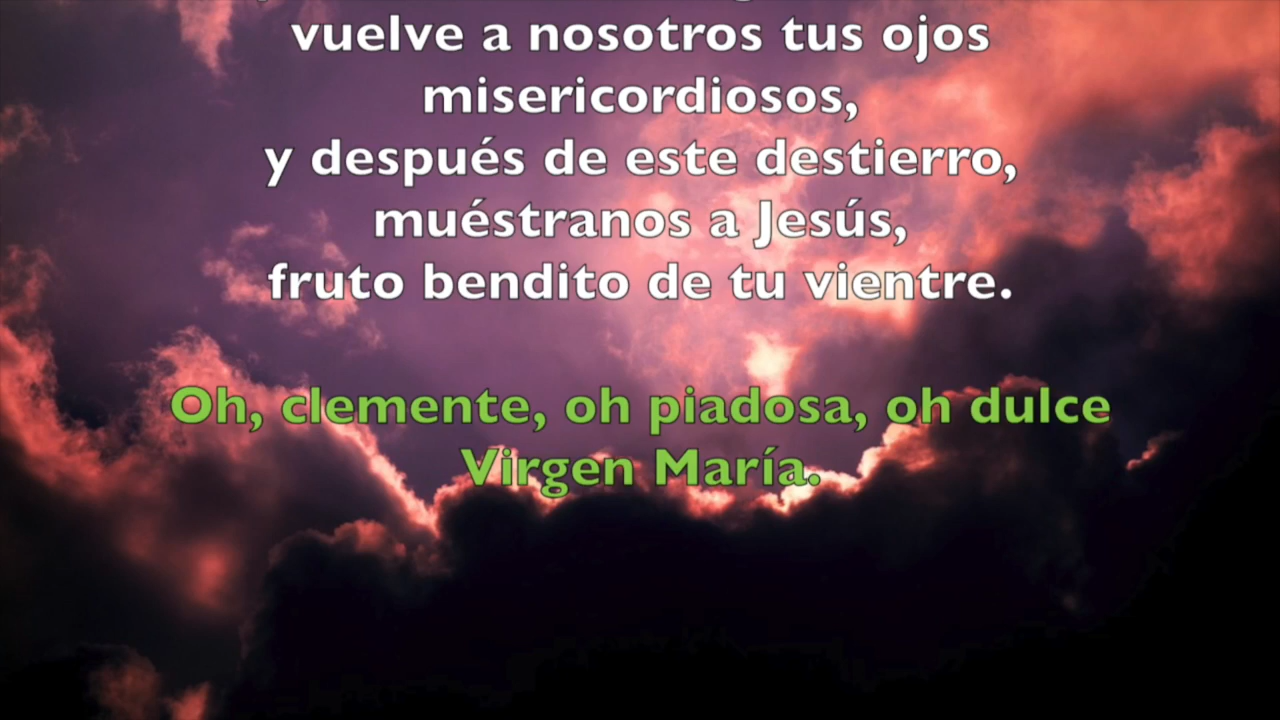 vuelve a nosotros tus ojos
misericordiosos,
y después de este destierro,
muéstranos a Jesús,
fruto bendito de tu vientre.
Oh, clemente, oh piadosa, oh dulce
Virgen María.